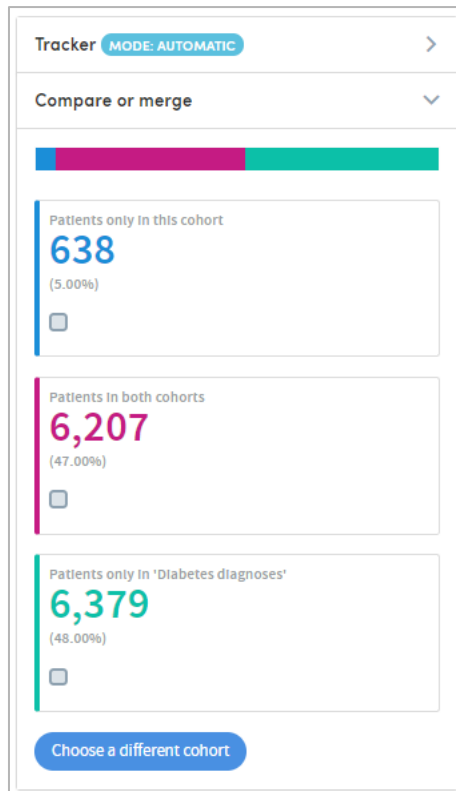 Tracker MODE: AUTOMATIC
Compare or merge
Patients only in this cohort
638
(5.00%)
Patients in both cohorts
6,207
(47.00%)
Patients only in 'Diabetes diagnoses'
6,379
(48.00%)
Choose a different cohort